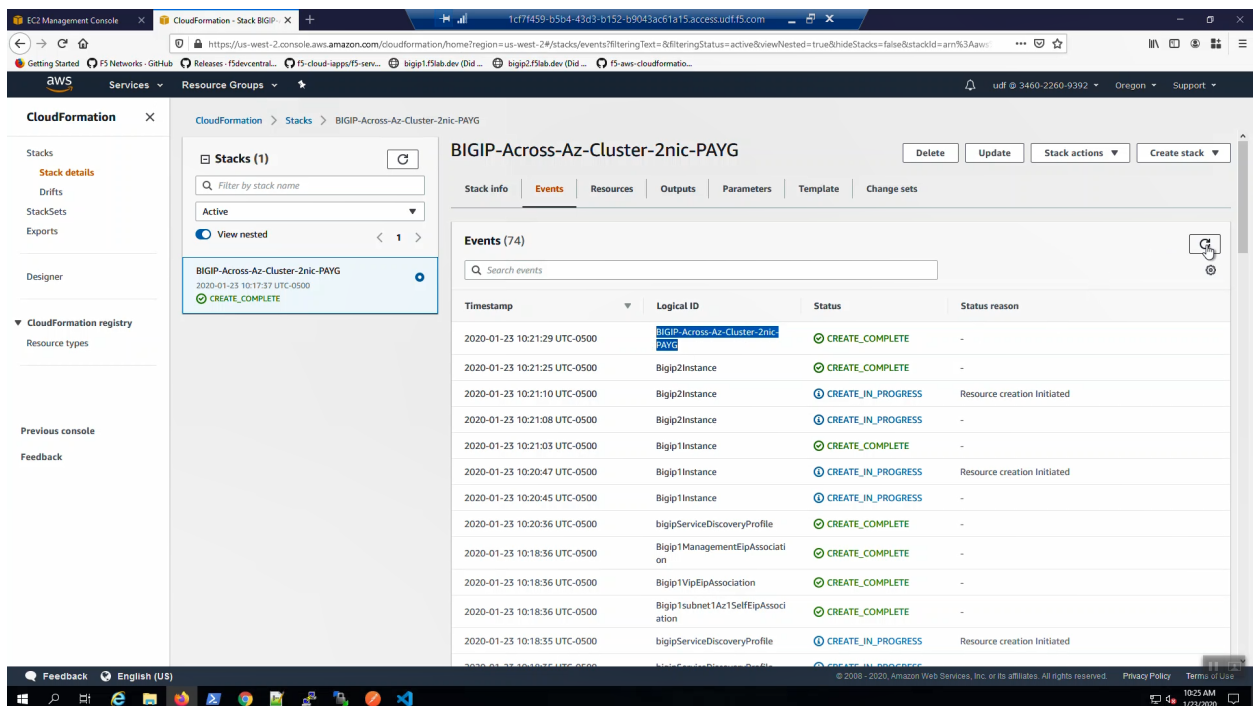 EC2 Management Console
CloudFormation - Stack BIGIP-
1cf7f459-b5b4-43d3-b152-b9043ac61a15.access.udf.f5.com
https://us-west-2.console.aws.amazon.com/cloudformation/home?region=us-west-2#/stacks/events?filteringText=&filteringStatus=active&viewNested=true&hideStacks=false&stackId=arn%3Aaws
Getting Started F5 Networks · GitHub Releases · f5devcentral... f5-cloud-iapps/f5-serv... bigip1.f5lab.dev (Did ... bigip2.f5lab.dev (Did ... f5-aws-cloudformatio...
aws Services Resource Groups udf @ 3460-2260-9392 Oregon Support
CloudFormation
Stacks
Stack details
Drifts
StackSets
Exports
Designer
CloudFormation registry
Resource types
Previous console
Feedback
CloudFormation > Stacks > BIGIP-Across-Az-Cluster-2nic-PAYG
Stacks (1)
Filter by stack name
Active
View nested
1
BIGIP-Across-Az-Cluster-2nic-PAYG
2020-01-23 10:17:37 UTC-0500
CREATE_COMPLETE
BIGIP-Across-Az-Cluster-2nic-PAYG
Delete Update Stack actions Create stack
Stack info Events Resources Outputs Parameters Template Change sets
Events (74)
Search events
Timestamp Logical ID Status Status reason
2020-01-23 10:21:29 UTC-0500 BIGIP-Across-Az-Cluster-2nic- CREATE_COMPLETE -
PAYG
2020-01-23 10:21:25 UTC-0500 Bigip2Instance CREATE_COMPLETE -
2020-01-23 10:21:10 UTC-0500 Bigip2Instance CREATE_IN_PROGRESS Resource creation Initiated
2020-01-23 10:21:08 UTC-0500 Bigip2Instance CREATE_IN_PROGRESS -
2020-01-23 10:21:03 UTC-0500 Bigip1Instance CREATE_COMPLETE -
2020-01-23 10:20:47 UTC-0500 Bigip1Instance CREATE_IN_PROGRESS Resource creation Initiated
2020-01-23 10:20:45 UTC-0500 Bigip1Instance CREATE_IN_PROGRESS -
2020-01-23 10:20:36 UTC-0500 bigipServiceDiscoveryProfile CREATE_COMPLETE -
2020-01-23 10:18:36 UTC-0500 Bigip1ManagementEipAssociati CREATE_COMPLETE -
on
2020-01-23 10:18:36 UTC-0500 Bigip1VipEipAssociation CREATE_COMPLETE -
2020-01-23 10:18:36 UTC-0500 Bigip1subnet1Az1SelfEipAssoci CREATE_COMPLETE -
ation
2020-01-23 10:18:35 UTC-0500 bigipServiceDiscoveryProfile CREATE_IN_PROGRESS Resource creation Initiated
Feedback English (US) © 2008 - 2020, Amazon Web Services, Inc. or its affiliates. All rights reserved. Privacy Policy Terms of Use
10:25 AM
1/23/2020